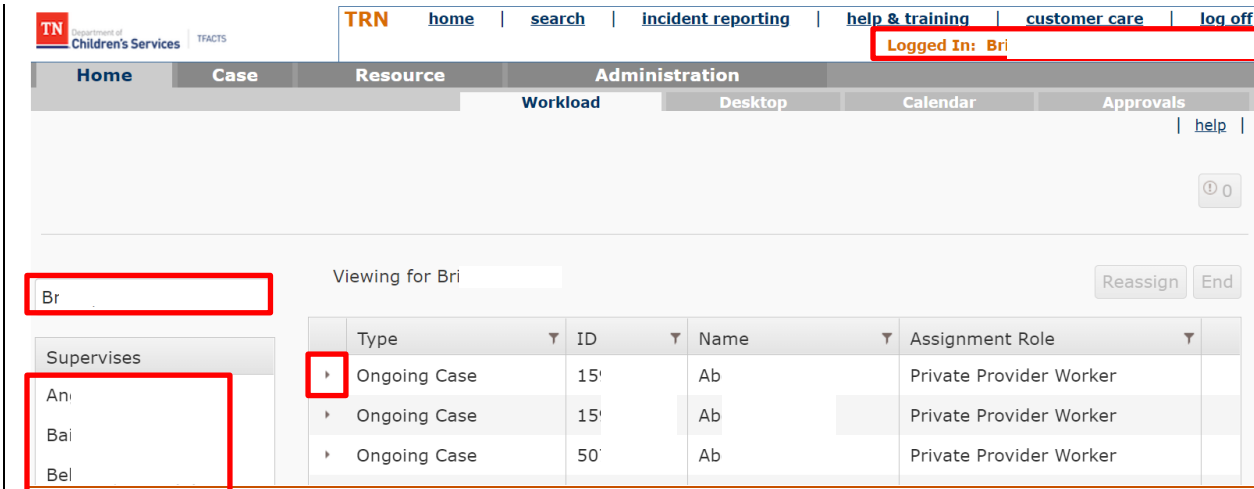 TN Department of Children's Services TFACTS
TRN home | search | incident reporting | help & training | customer care | log off
Logged In: Bri
Home Case Resource Administration
Workload Desktop Calendar Approvals
| help |
0
Viewing for Bri
Reassign End
Br
Type ID Name Assignment Role
Supervises
Ongoing Case 159 Ab Private Provider Worker
An
Ongoing Case 159 Ab Private Provider Worker
Bai
Ongoing Case 507 Ab Private Provider Worker
Bel